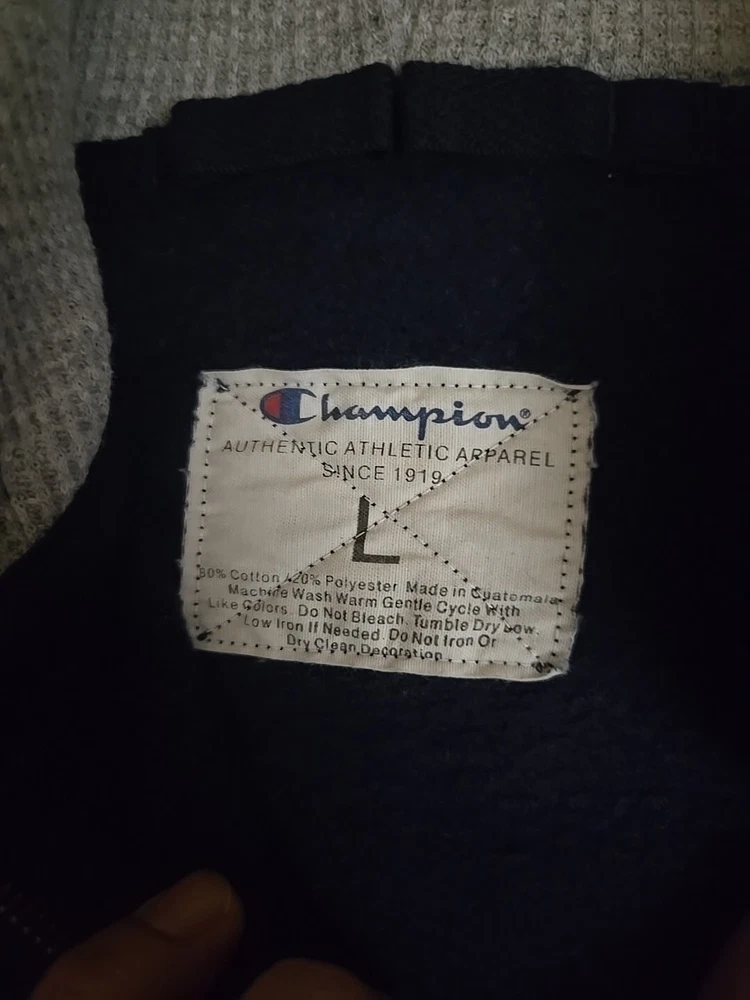 Champion®
AUTHENTIC ATHLETIC APPAREL
SINCE 1919
L
80% Cotton 20% Polyester Made in Guatemala
Machine Wash Warm Gentle Cycle With
Like Colors. Do Not Bleach. Tumble Dry Low.
Low Iron If Needed. Do Not Iron Or
Dry Clean Decoration